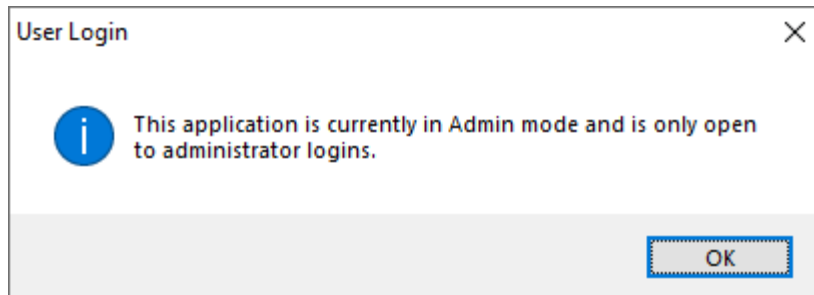 User Login
This application is currently in Admin mode and is only open
to administrator logins.
OK